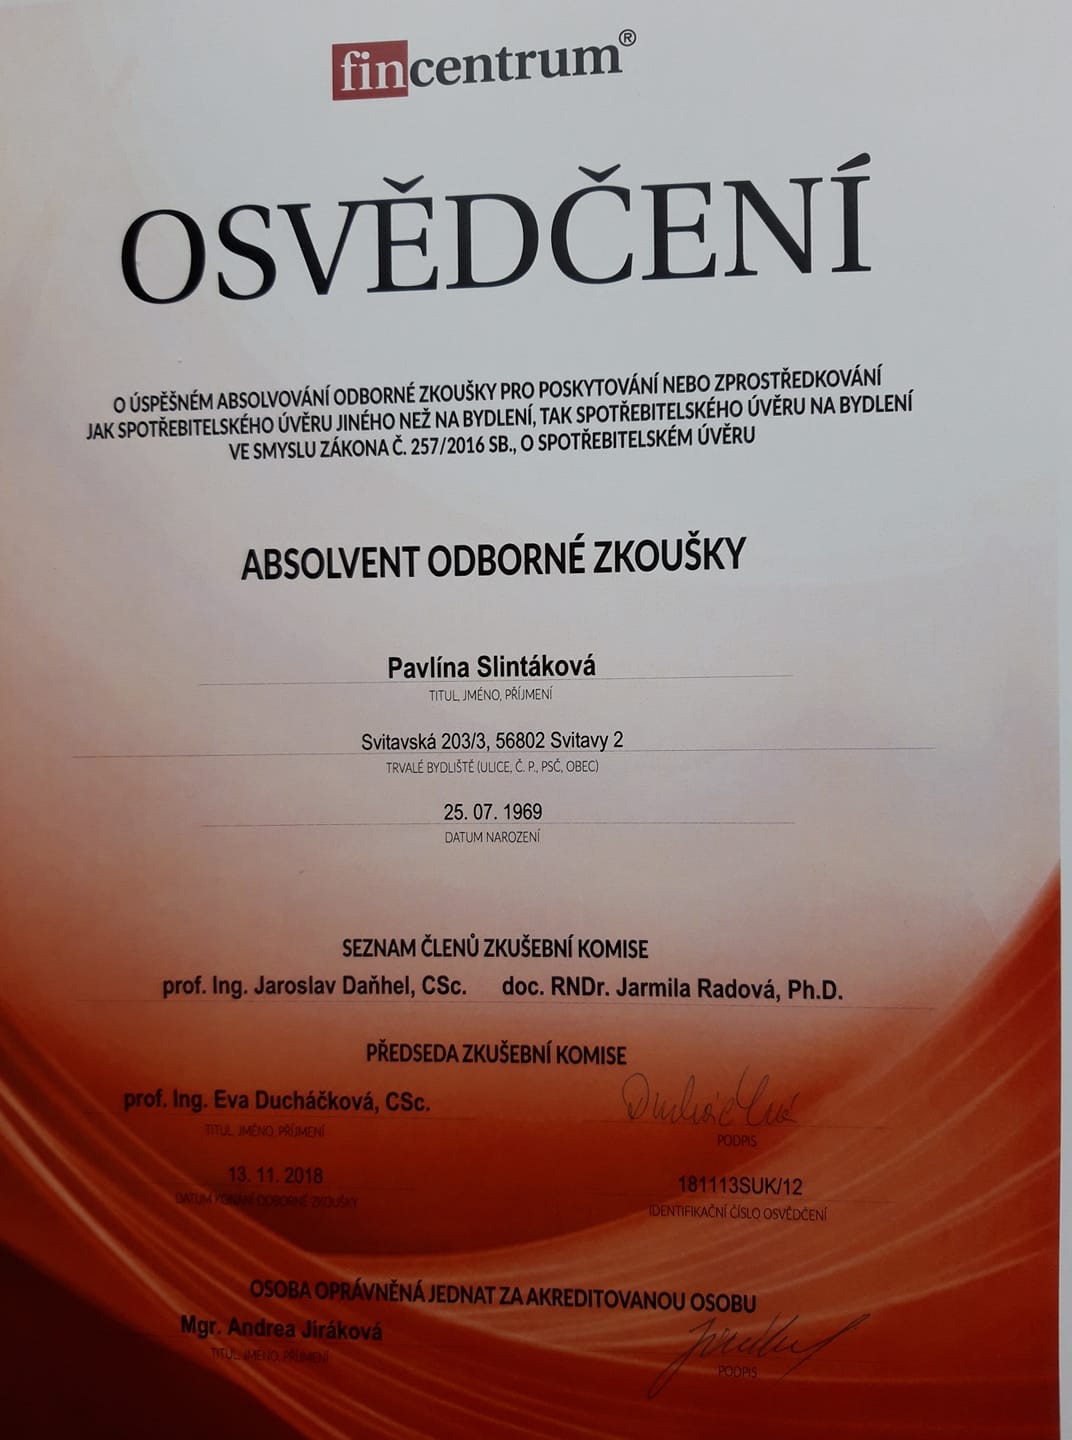 fincentrum®
OSVĚDČENÍ
O ÚSPĚŠNÉM ABSOLVOVÁNÍ ODBORNÉ ZKOUŠKY PRO POSKYTOVÁNÍ NEBO ZPROSTŘEDKOVÁNÍ
JAK SPOTŘEBITELSKÉHO ÚVĚRU JINÉHO NEŽ NA BYDLENÍ, TAK SPOTŘEBITELSKÉHO ÚVĚRU NA BYDLENÍ
VE SMYSLU ZÁKONA Č. 257/2016 SB., O SPOTŘEBITELSKÉM ÚVĚRU
ABSOLVENT ODBORNÉ ZKOUŠKY
Pavlína Slintáková
TITUL, JMÉNO, PŘÍJMENÍ
Svitavská 203/3, 56802 Svitavy 2
TRVALÉ BYDLIŠTĚ (ULICE, Č. P., PSČ, OBEC)
25. 07. 1969
DATUM NAROZENÍ
SEZNAM ČLENŮ ZKUŠEBNÍ KOMISE
prof. Ing. Jaroslav Daňhel, CSc. doc. RNDr. Jarmila Radová, Ph.D.
PŘEDSEDA ZKUŠEBNÍ KOMISE
prof. Ing. Eva Ducháčková, CSc.
TITUL, JMÉNO, PŘÍJMENÍ
PODPIS
13. 11. 2018
DATUM KONÁNÍ ODBORNÉ ZKOUŠKY
181113SUK/12
IDENTIFIKAČNÍ ČÍSLO OSVĚDČENÍ
OSOBA OPRÁVNĚNÁ JEDNAT ZA AKREDITOVANOU OSOBU
Mgr. Andrea Jiráková
TITUL, JMÉNO, PŘÍJMENÍ
PODPIS